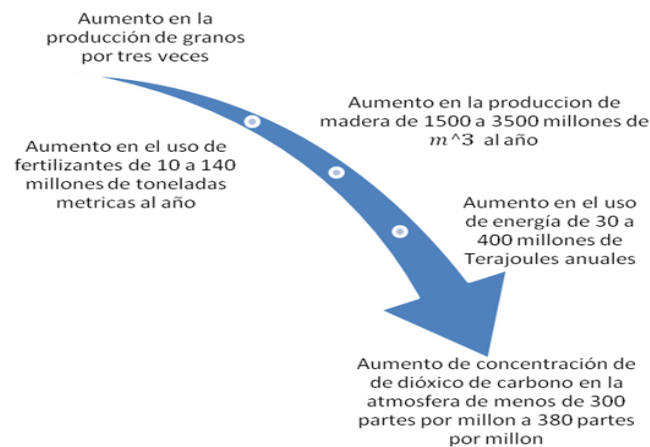 Aumento en la
producción de granos
por tres veces
Aumento en el uso de
fertilizantes de 10 a 140
millones de toneladas
metricas al año
Aumento en la produccion de
madera de 1500 a 3500 millones de
m^3 al año
Aumento en el uso
de energía de 30 a
400 millones de
Terajoules anuales
Aumento de concentración de
de dióxico de carbono en la
atmosfera de menos de 300
partes por millon a 380 partes
por millon